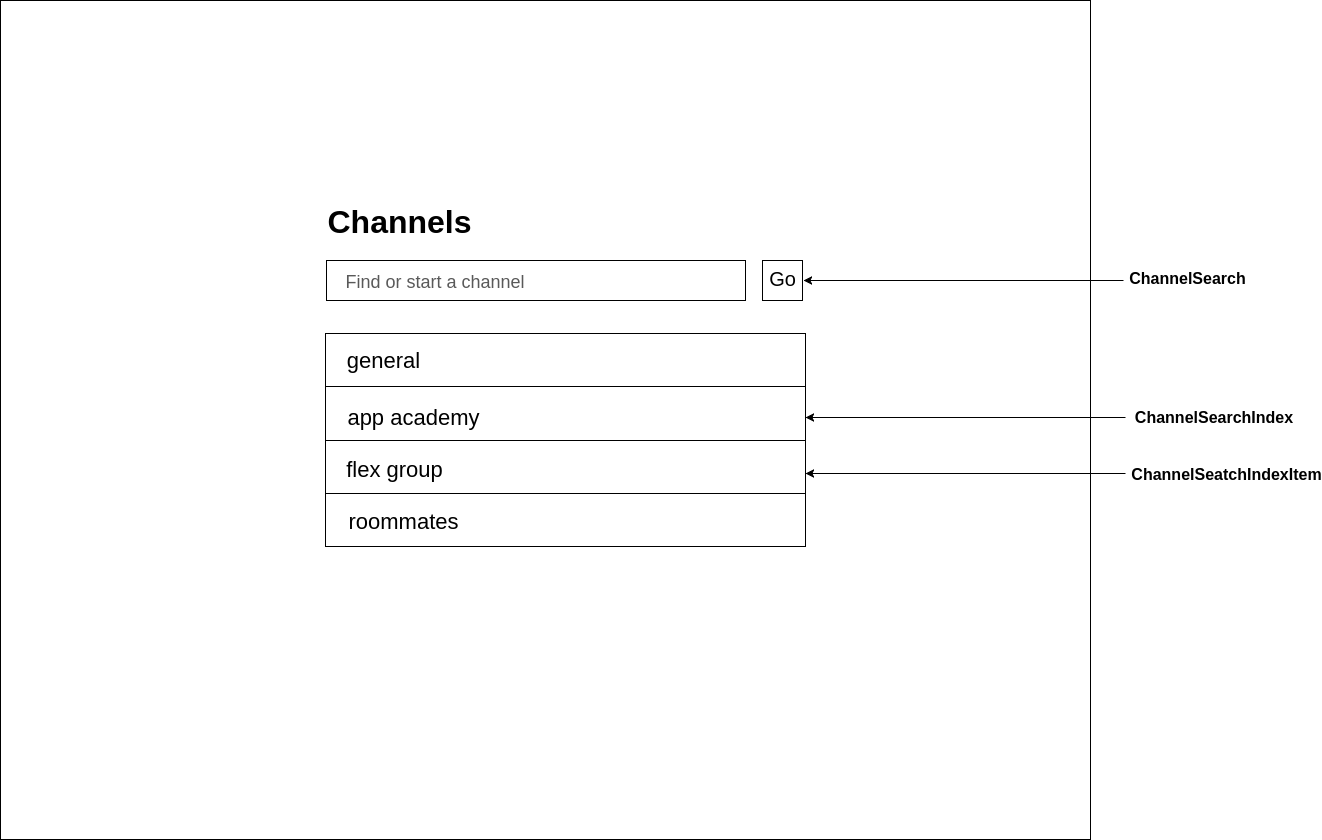 Channels
Find or start a channel
Go
ChannelSearch
general
app academy
ChannelSearchIndex
flex group
ChannelSeatchIndexItem
roommates